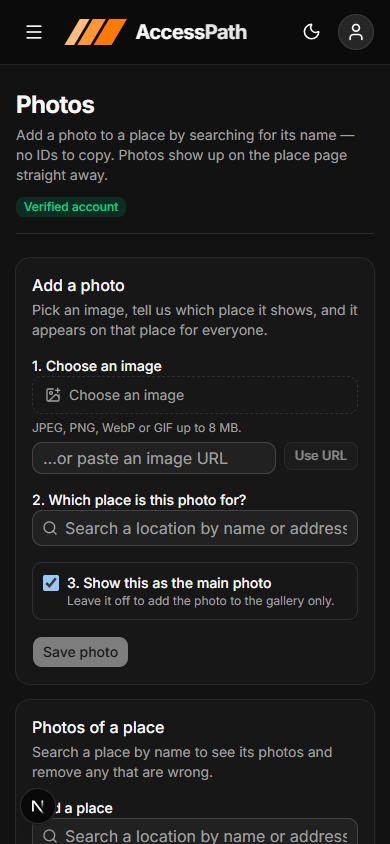 AccessPath
Photos
Add a photo to a place by searching for its name —
no IDs to copy. Photos show up on the place page
straight away.
Verified account
Add a photo
Pick an image, tell us which place it shows, and it
appears on that place for everyone.
1. Choose an image
Choose an image
JPEG, PNG, WebP or GIF up to 8 MB.
...or paste an image URL
Use URL
2. Which place is this photo for?
Search a location by name or address
3. Show this as the main photo
Leave it off to add the photo to the gallery only.
Save photo
Photos of a place
Search a place by name to see its photos and
remove any that are wrong.
N
a place
Search a location by name or address